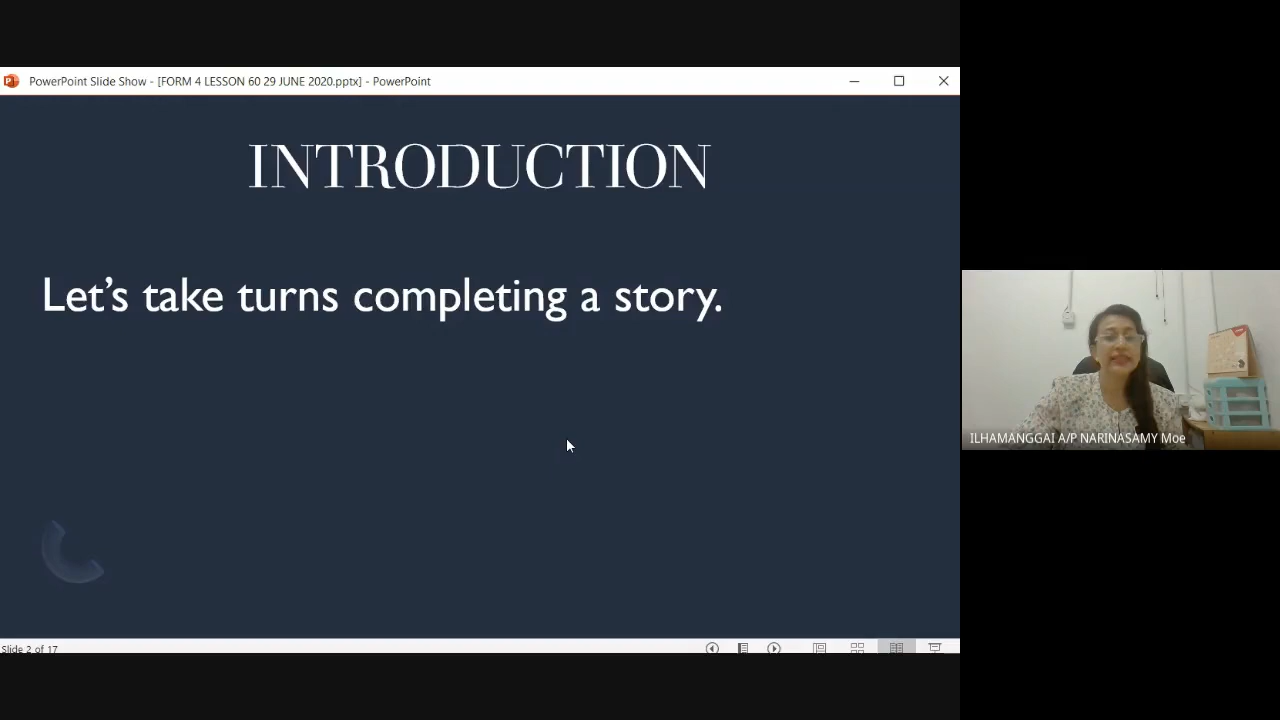 PowerPoint Slide Show - [FORM 4 LESSON 60 29 JUNE 2020.pptx] - PowerPoint
INTRODUCTION
Let's take turns completing a story.
ILHAMANGGAI A/P NARINASAMY Moe
Slide 2 of 17